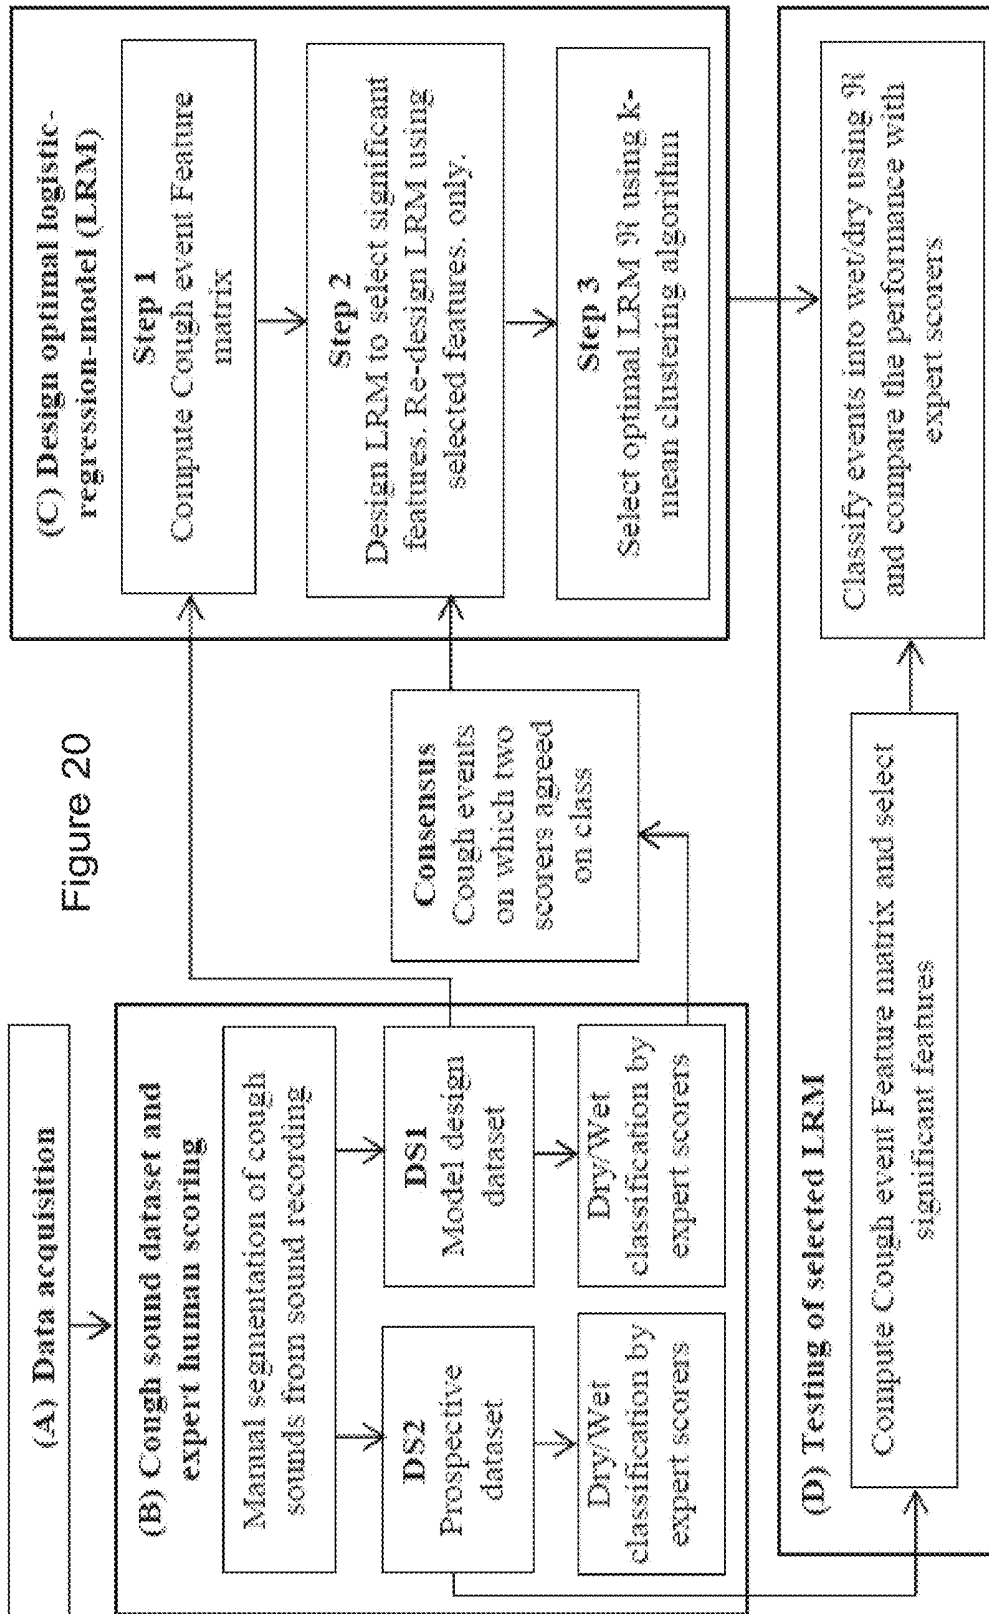 Figure 20
(A) Data acquisition
(B) Cough sound dataset and
expert human scoring
Manual segmentation of cough
sounds from sound recording
DS2
Prospective
dataset
DS1
Model design
dataset
Dry/Wet
classification by
expert scorers
Dry/Wet
classification by
expert scorers
Consensus
Cough events
on which two
scorers agreed
on class
(C) Design optimal logistic-
regression-model (LRM)
Step 1
Compute Cough event Feature
matrix
Step 2
Design LRM to select significant
features. Re-design LRM using
selected features. only.
Step 3
Select optimal LRM ℜ using k-
mean clustering algorithm
(D) Testing of selected LRM
Compute Cough event Feature matrix and select
significant features
Classify events into wet/dry using ℜ
and compare the performance with
expert scorers